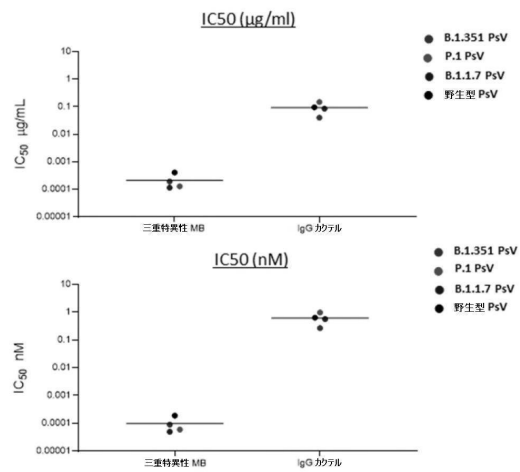 IC50 (µg/ml)
IC50 µg/mL
10
1
0.1
0.01
0.001
0.0001
0.00001
三重特異性 MB
IgG カクテル
B.1.351 PsV
P.1 PsV
B.1.1.7 PsV
野生型 PsV
IC50 (nM)
IC50 nM
10
1
0.1
0.01
0.001
0.0001
0.00001
三重特異性 MB
IgG カクテル
B.1.351 PsV
P.1 PsV
B.1.1.7 PsV
野生型 PsV